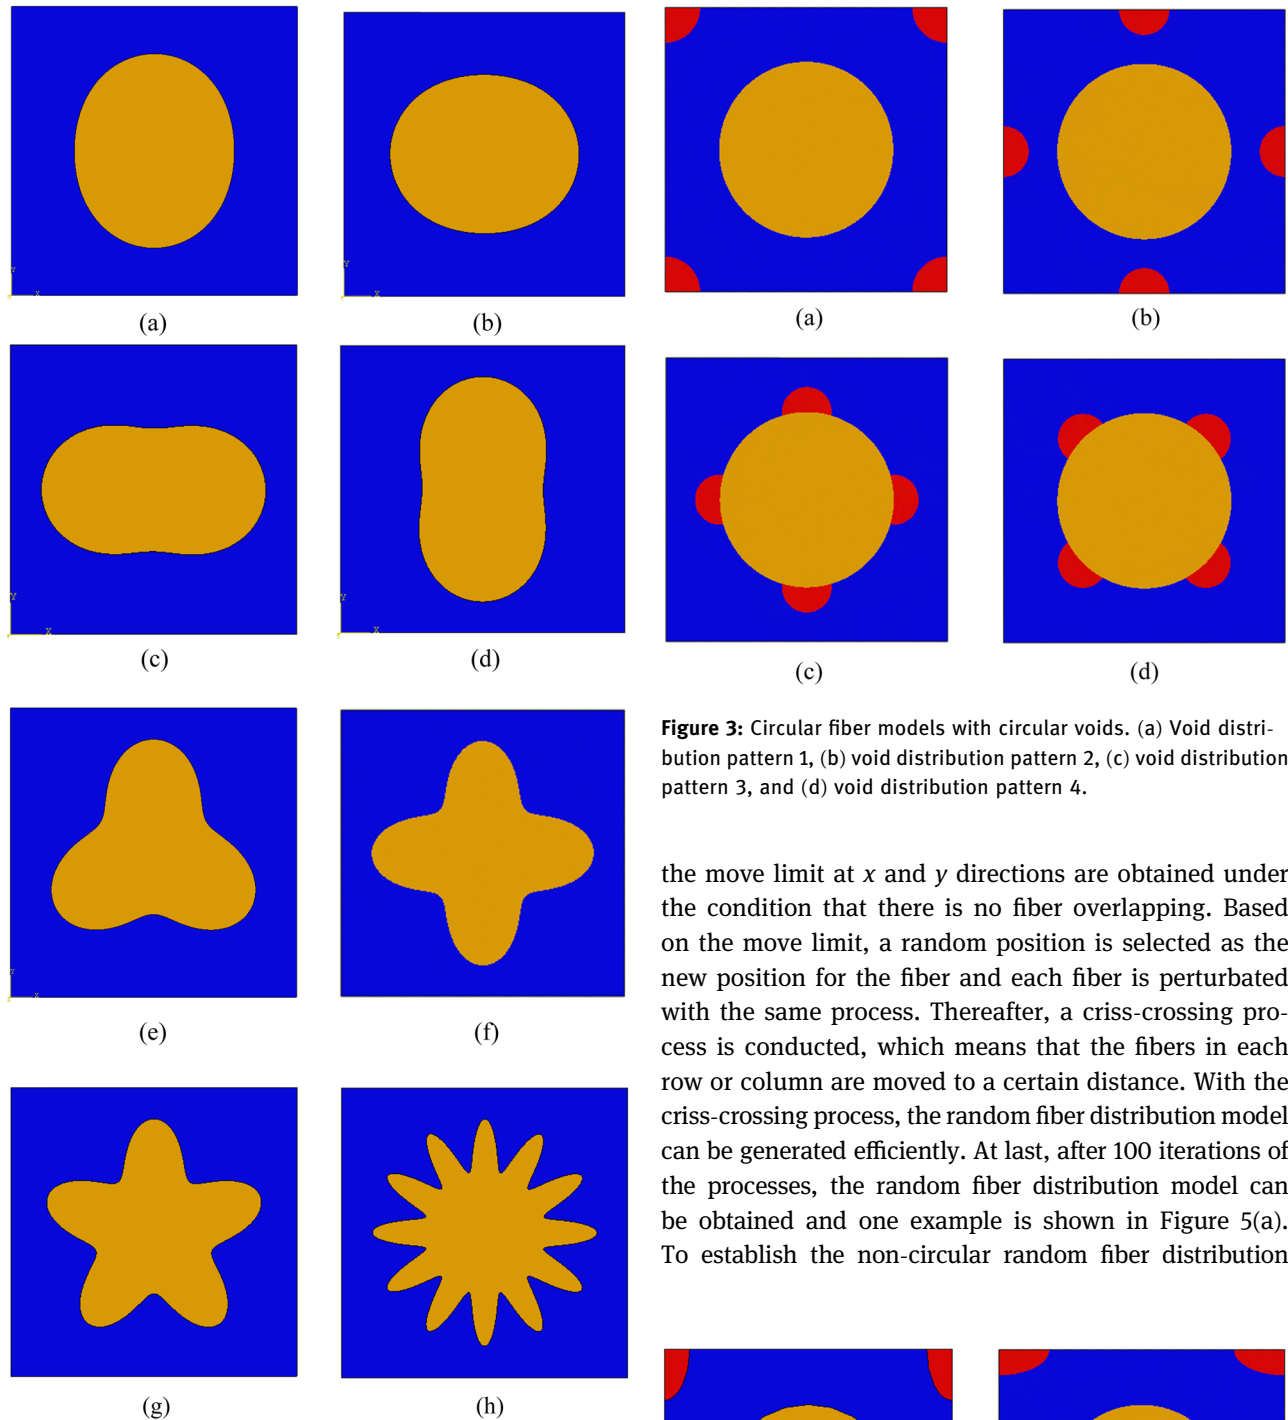 (a)
(b)
(c)
(d)
(e)
(f)
(g)
(h)
(a)
(b)
(c)
(d)
Figure 3: Circular fiber models with circular voids. (a) Void distri-
bution pattern 1, (b) void distribution pattern 2, (c) void distribution
pattern 3, and (d) void distribution pattern 4.
the move limit at x and y directions are obtained under
the condition that there is no fiber overlapping. Based
on the move limit, a random position is selected as the
new position for the fiber and each fiber is perturbated
with the same process. Thereafter, a criss-crossing pro-
cess is conducted, which means that the fibers in each
row or column are moved to a certain distance. With the
criss-crossing process, the random fiber distribution model
can be generated efficiently. At last, after 100 iterations of
the processes, the random fiber distribution model can
be obtained and one example is shown in Figure 5(a).
To establish the non-circular random fiber distribution